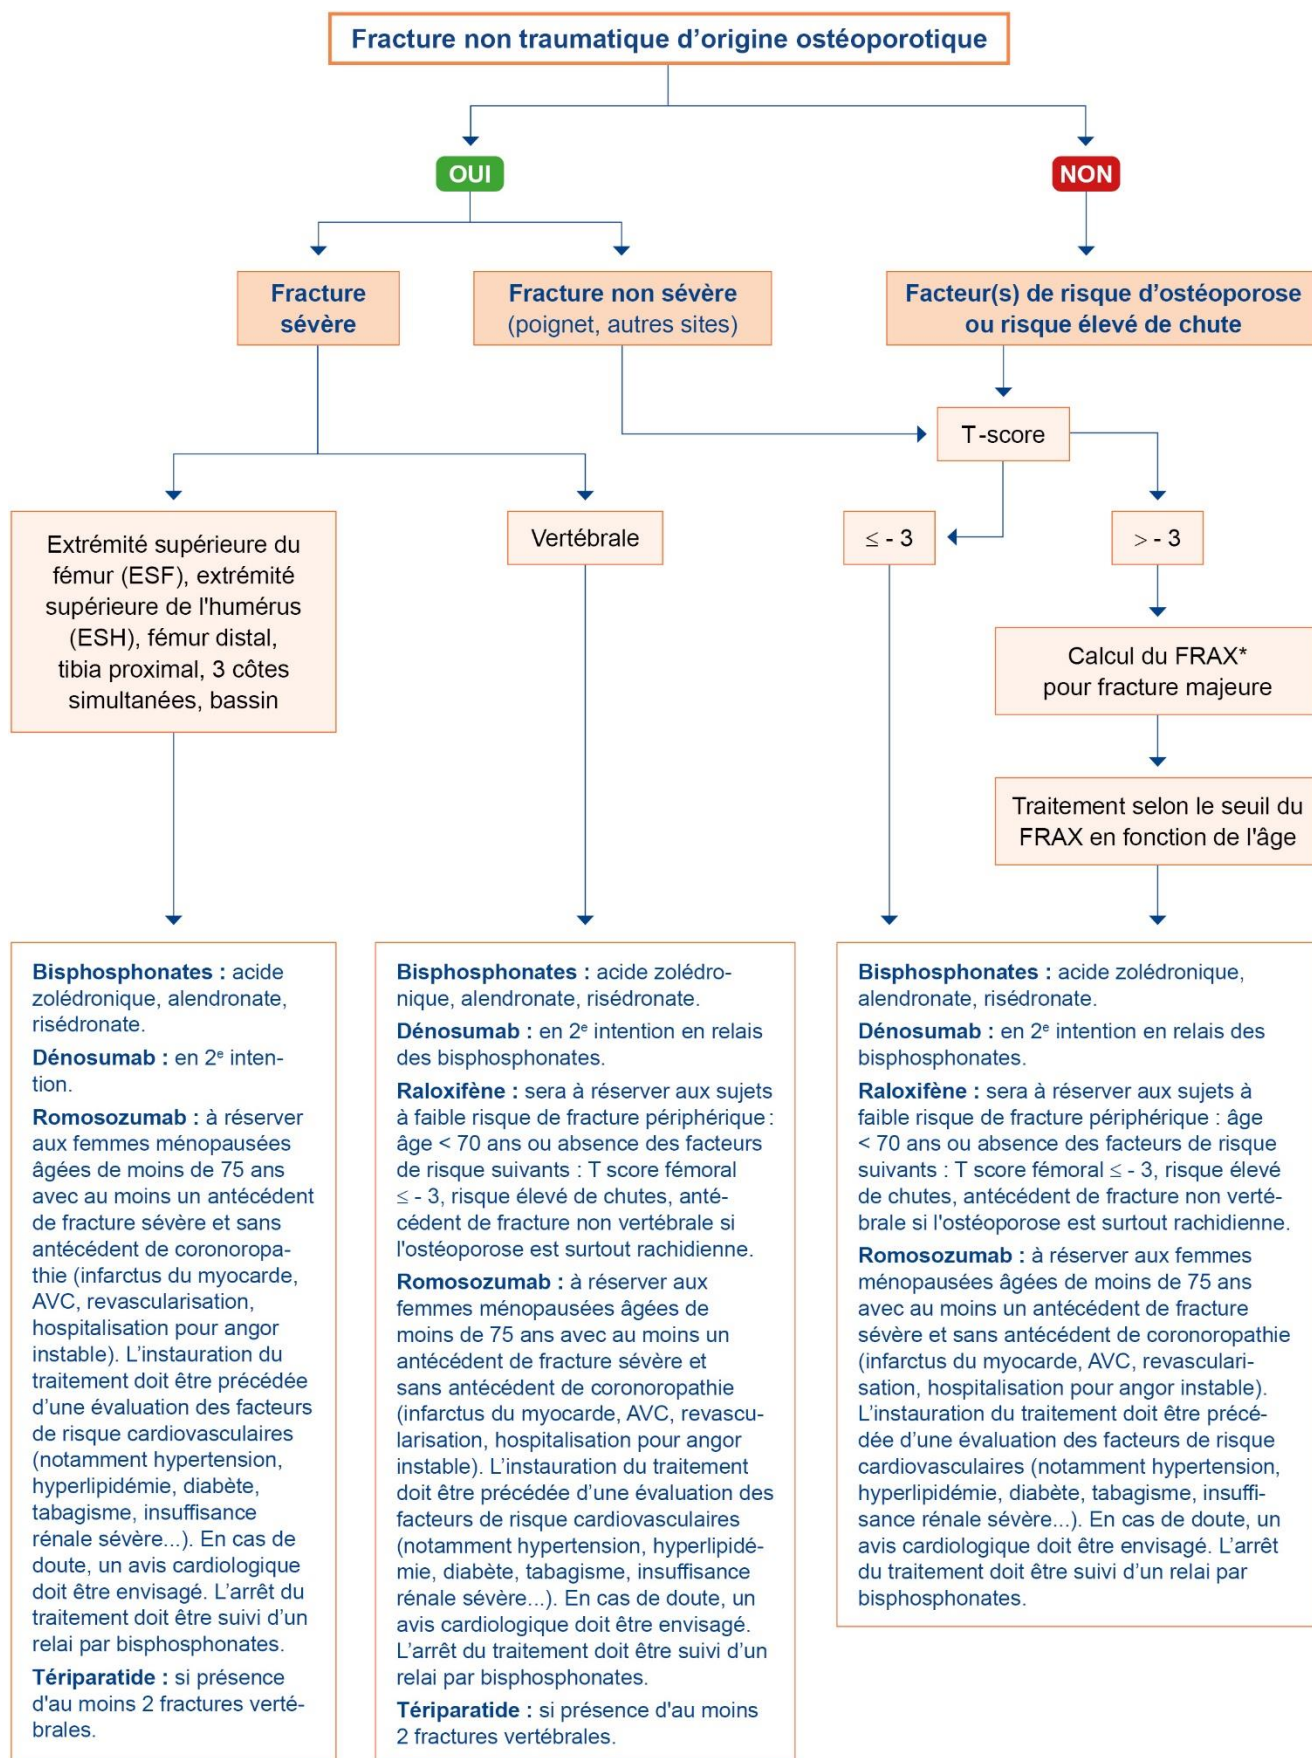 Fracture non traumatique d’origine ostéoporotique
OUI
NON
Fracture
sévère
Fracture non sévère
(poignet, autres sites)
Facteur(s) de risque d’ostéoporose
ou risque élevé de chute
T-score
Extrémité supérieure du
fémur (ESF), extrémité
supérieure de l'humérus
(ESH), fémur distal,
tibia proximal, 3 côtes
simultanées, bassin
Vertébrale
≤ - 3
> - 3
Calcul du FRAX*
pour fracture majeure
Traitement selon le seuil du
FRAX en fonction de l'âge
Bisphosphonates : acide
zolédronique, alendronate,
risédronate.
Dénosumab : en 2e inten-
tion.
Romosozumab : à réserver
aux femmes ménopausées
âgées de moins de 75 ans
avec au moins un antécédent
de fracture sévère et sans
antécédent de coronoropa-
thie (infarctus du myocarde,
AVC, revascularisation,
hospitalisation pour angor
instable). L’instauration du
traitement doit être précédée
d’une évaluation des facteurs
de risque cardiovasculaires
(notamment hypertension,
hyperlipidémie, diabète,
tabagisme, insuffisance
rénale sévère...). En cas de
doute, un avis cardiologique
doit être envisagé. L’arrêt du
traitement doit être suivi d’un
relai par bisphosphonates.
Tériparatide : si présence
d'au moins 2 fractures verté-
brales.
Bisphosphonates : acide zolédro-
nique, alendronate, risédronate.
Dénosumab : en 2e intention en relais
des bisphosphonates.
Raloxifène : sera à réserver aux sujets
à faible risque de fracture périphérique :
âge < 70 ans ou absence des facteurs
de risque suivants : T score fémoral
≤ - 3, risque élevé de chutes, anté-
cédent de fracture non vertébrale si
l'ostéoporose est surtout rachidienne.
Romosozumab : à réserver aux
femmes ménopausées âgées de
moins de 75 ans avec au moins un
antécédent de fracture sévère et
sans antécédent de coronoropathie
(infarctus du myocarde, AVC, revascu-
larisation, hospitalisation pour angor
instable). L’instauration du traitement
doit être précédée d’une évaluation des
facteurs de risque cardiovasculaires
(notamment hypertension, hyperlipidé-
mie, diabète, tabagisme, insuffisance
rénale sévère...). En cas de doute, un
avis cardiologique doit être envisagé.
L’arrêt du traitement doit être suivi d’un
relai par bisphosphonates.
Tériparatide : si présence d'au moins
2 fractures vertébrales.
Bisphosphonates : acide zolédronique,
alendronate, risédronate.
Dénosumab : en 2e intention en relais des
bisphosphonates.
Raloxifène : sera à réserver aux sujets à
faible risque de fracture périphérique : âge
< 70 ans ou absence des facteurs de risque
suivants : T score fémoral ≤ - 3, risque élevé
de chutes, antécédent de fracture non verté-
brale si l'ostéoporose est surtout rachidienne.
Romosozumab : à réserver aux femmes
ménopausées âgées de moins de 75 ans
avec au moins un antécédent de fracture
sévère et sans antécédent de coronoropathie
(infarctus du myocarde, AVC, revasculari-
sation, hospitalisation pour angor instable).
L’instauration du traitement doit être précé-
dée d’une évaluation des facteurs de risque
cardiovasculaires (notamment hypertension,
hyperlipidémie, diabète, tabagisme, insuffi-
sance rénale sévère...). En cas de doute, un
avis cardiologique doit être envisagé. L’arrêt
du traitement doit être suivi d’un relai par
bisphosphonates.